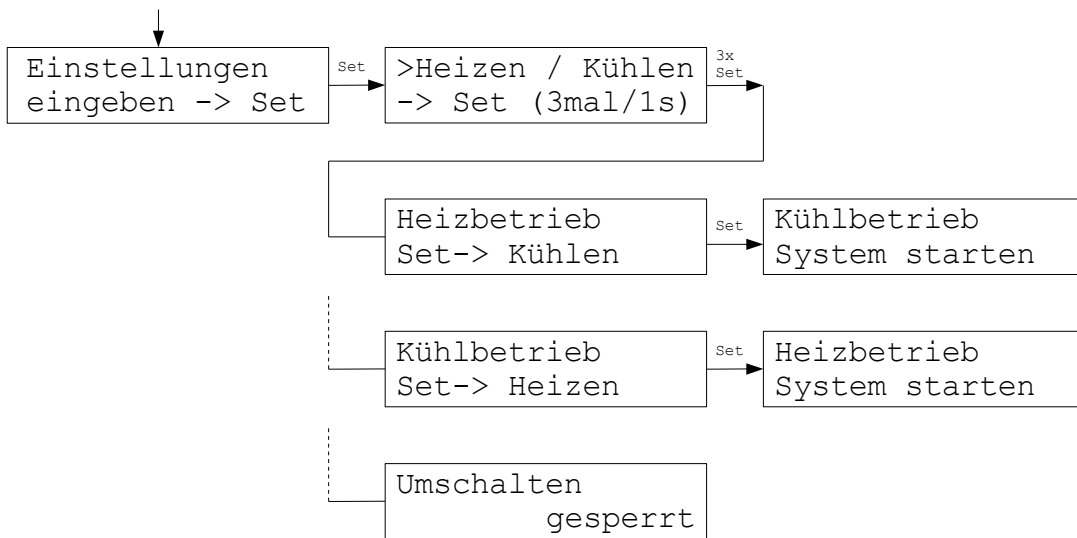 Einstellungen
eingeben -> Set
Set
>Heizen / Kühlen
-> Set (3mal/1s)
3x
Set
Heizbetrieb
Set-> Kühlen
Set
Kühlbetrieb
System starten
Kühlbetrieb
Set-> Heizen
Set
Heizbetrieb
System starten
Umschalten
gesperrt